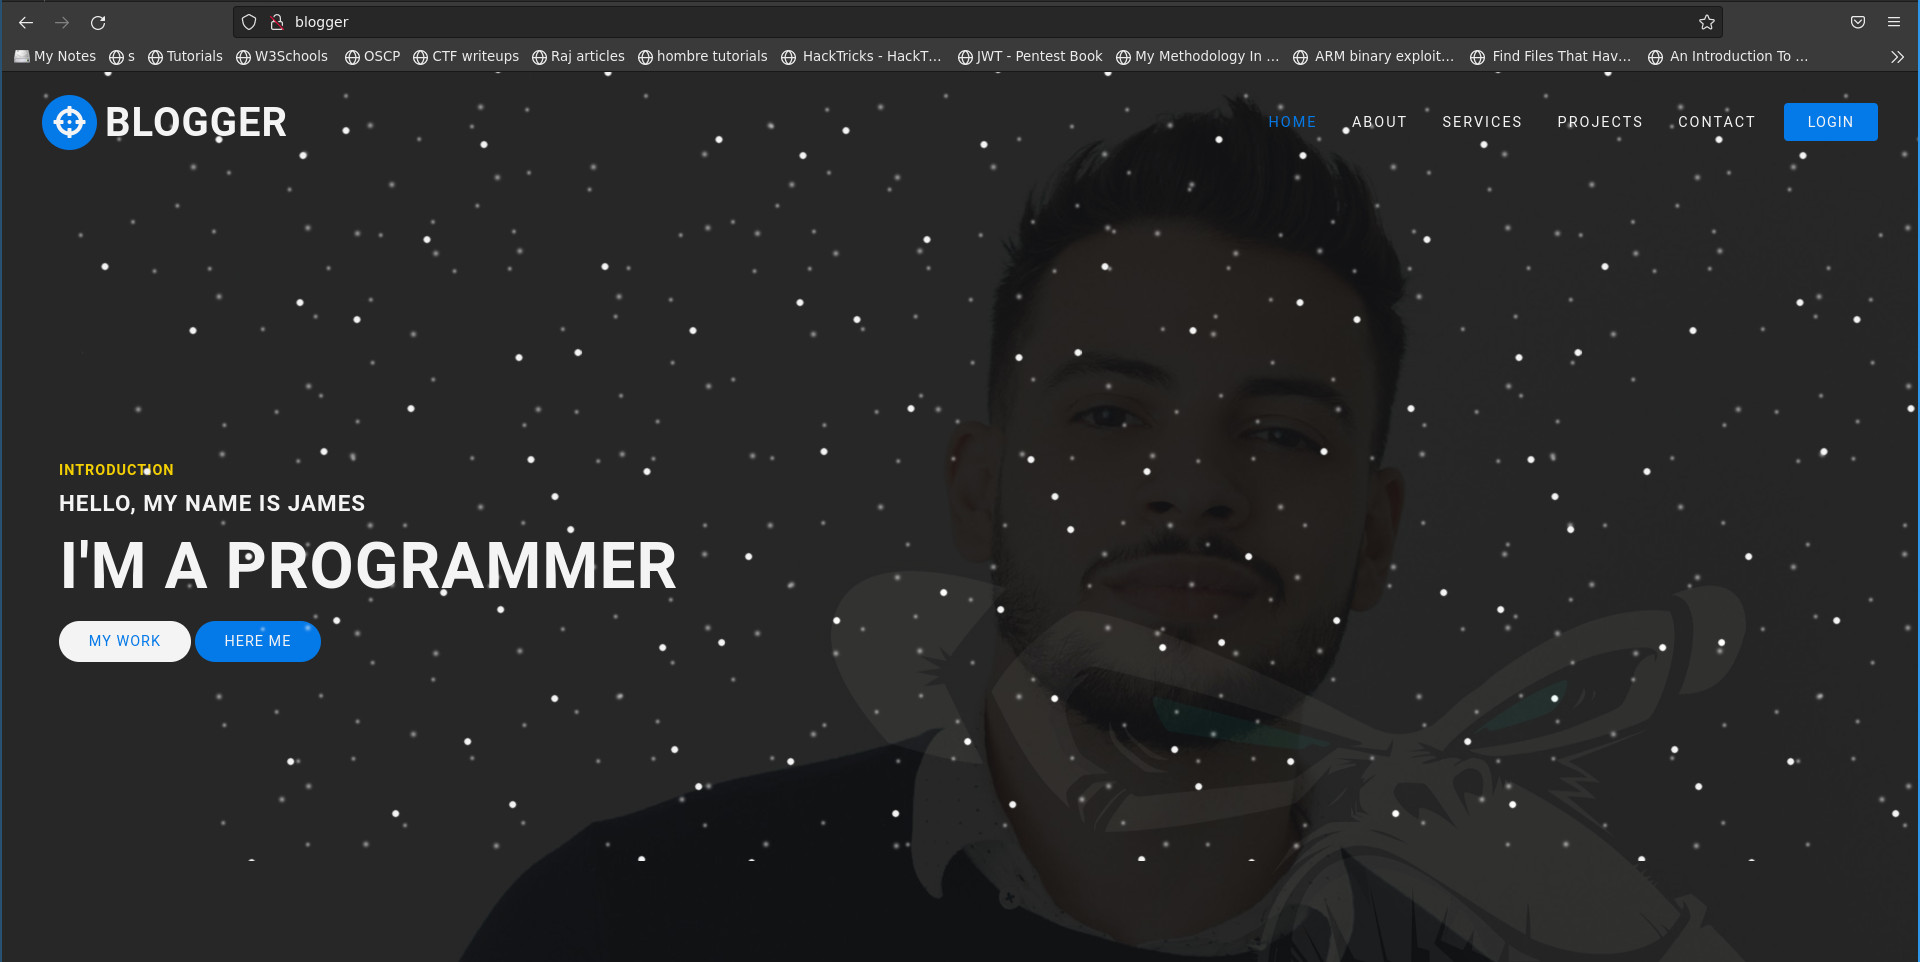 blogger
My Notes s Tutorials W3Schools OSCP CTF writeups Raj articles hombre tutorials HackTricks - HackT… JWT - Pentest Book My Methodology In … ARM binary exploit… Find Files That Hav… An Introduction To …
BLOGGER
HOME ABOUT SERVICES PROJECTS CONTACT LOGIN
INTRODUCTION
HELLO, MY NAME IS JAMES
I'M A PROGRAMMER
MY WORK HERE ME